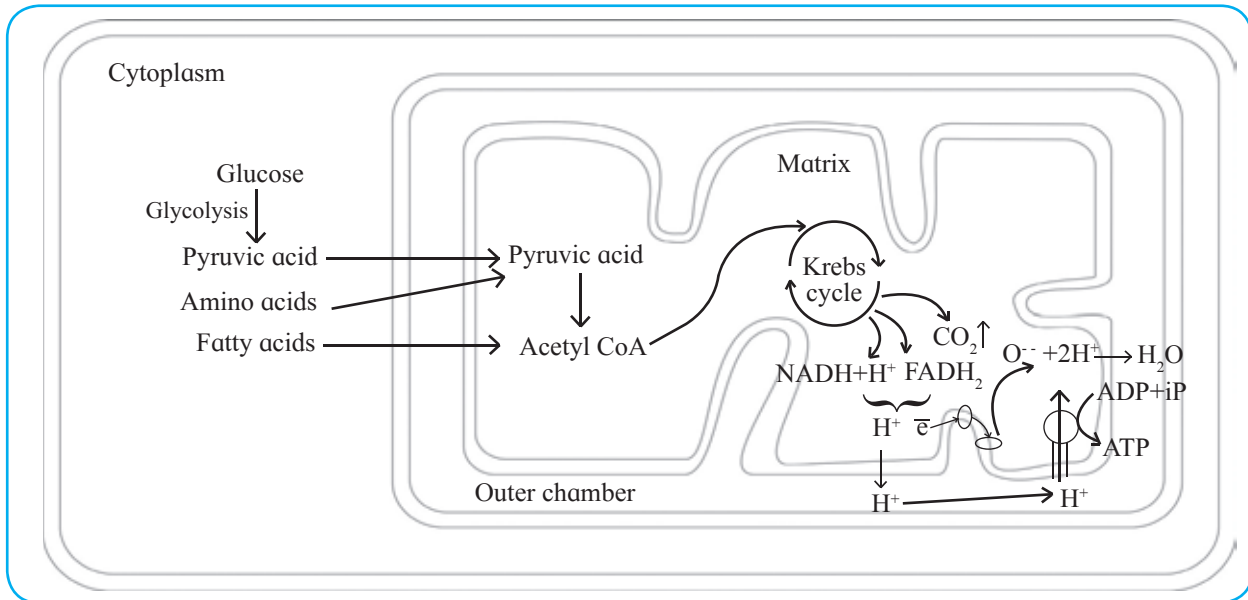 Cytoplasm
Matrix
Glucose
Glycolysis
Pyruvic acid
Pyruvic acid
Amino acids
Fatty acids
Acetyl CoA
Krebs
cycle
CO₂↑
NADH+H⁺ FADH₂
O⁻⁻ +2H⁺ → H₂O
ADP+iP
H⁺ e̅
ATP
Outer chamber
H⁺
H⁺